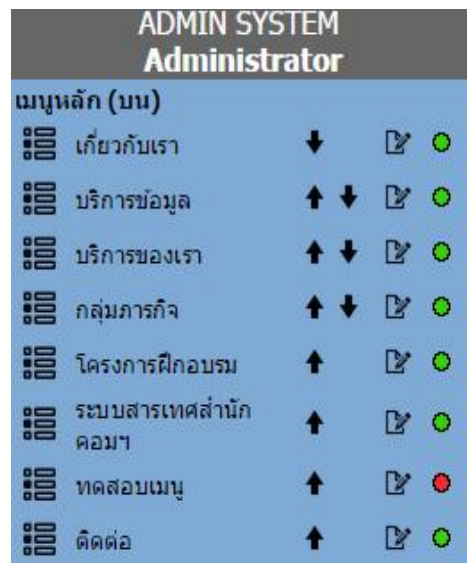 ADMIN SYSTEM
Administrator
เมนูหลัก (บน)
เกี่ยวกับเรา
บริการข้อมูล
บริการของเรา
กลุ่มภารกิจ
โครงการฝึกอบรม
ระบบสารเทศสำนัก
คอมฯ
ทดสอบเมนู
ติดต่อ